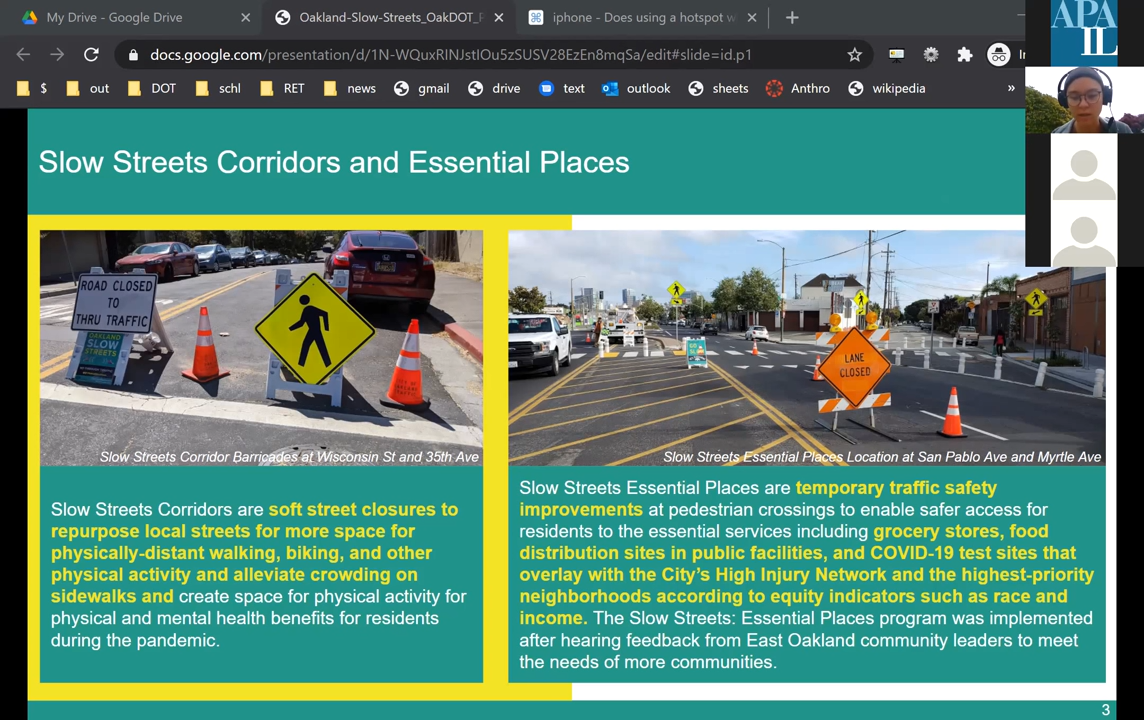 My Drive - Google Drive
Oakland-Slow-Streets_OakDOT_P
iphone - Does using a hotspot w
docs.google.com/presentation/d/1N-WQuxRINJstIOu5zSUSV28EzEn8mqSa/edit#slide=id.p1
In
$ out DOT schl RET news gmail drive text outlook sheets Anthro wikipedia »
APA
IL
Slow Streets Corridors and Essential Places
ROAD CLOSED
TO
THRU TRAFFIC
OAKLAND
SLOW
STREETS
Slow Streets Corridor Barricades at Wisconsin St and 35th Ave
LANE
CLOSED
Slow Streets Essential Places Location at San Pablo Ave and Myrtle Ave
Slow Streets Corridors are soft street closures to
repurpose local streets for more space for
physically-distant walking, biking, and other
physical activity and alleviate crowding on
sidewalks and create space for physical activity for
physical and mental health benefits for residents
during the pandemic.
Slow Streets Essential Places are temporary traffic safety
improvements at pedestrian crossings to enable safer access for
residents to the essential services including grocery stores, food
distribution sites in public facilities, and COVID-19 test sites that
overlay with the City's High Injury Network and the highest-priority
neighborhoods according to equity indicators such as race and
income. The Slow Streets: Essential Places program was implemented
after hearing feedback from East Oakland community leaders to meet
the needs of more communities.
3